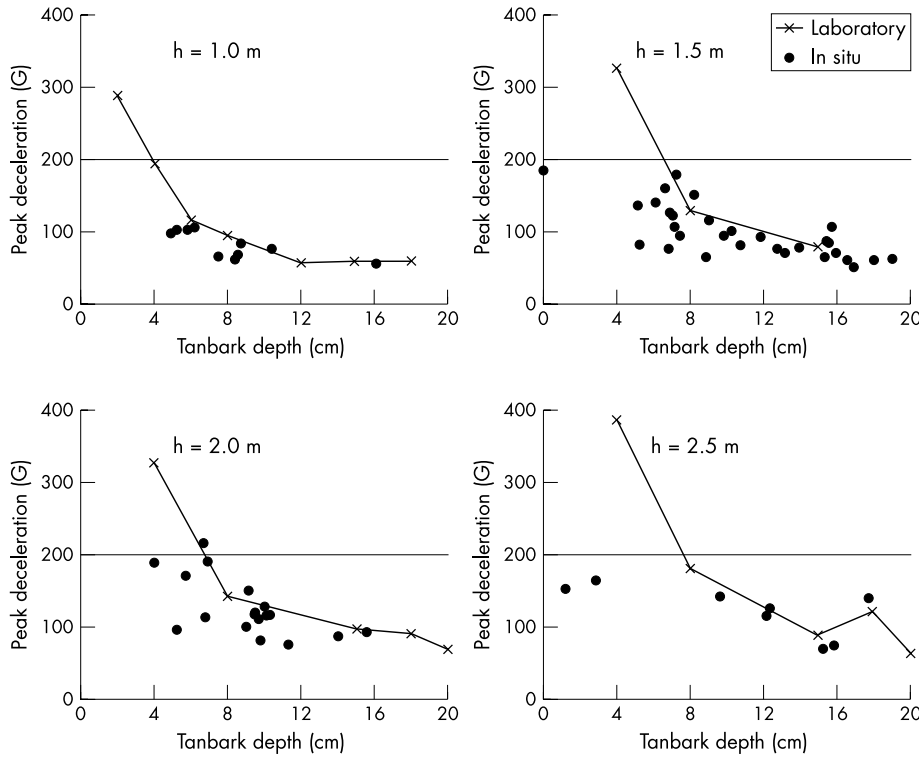 400
300
200
100
0
Peak deceleration (G)
h = 1.0 m
0 4 8 12 16 20
Tanbark depth (cm)
400
300
200
100
0
Peak deceleration (G)
h = 1.5 m
Laboratory
In situ
0 4 8 12 16 20
Tanbark depth (cm)
400
300
200
100
0
Peak deceleration (G)
h = 2.0 m
0 4 8 12 16 20
Tanbark depth (cm)
400
300
200
100
0
Peak deceleration (G)
h = 2.5 m
0 4 8 12 16 20
Tanbark depth (cm)